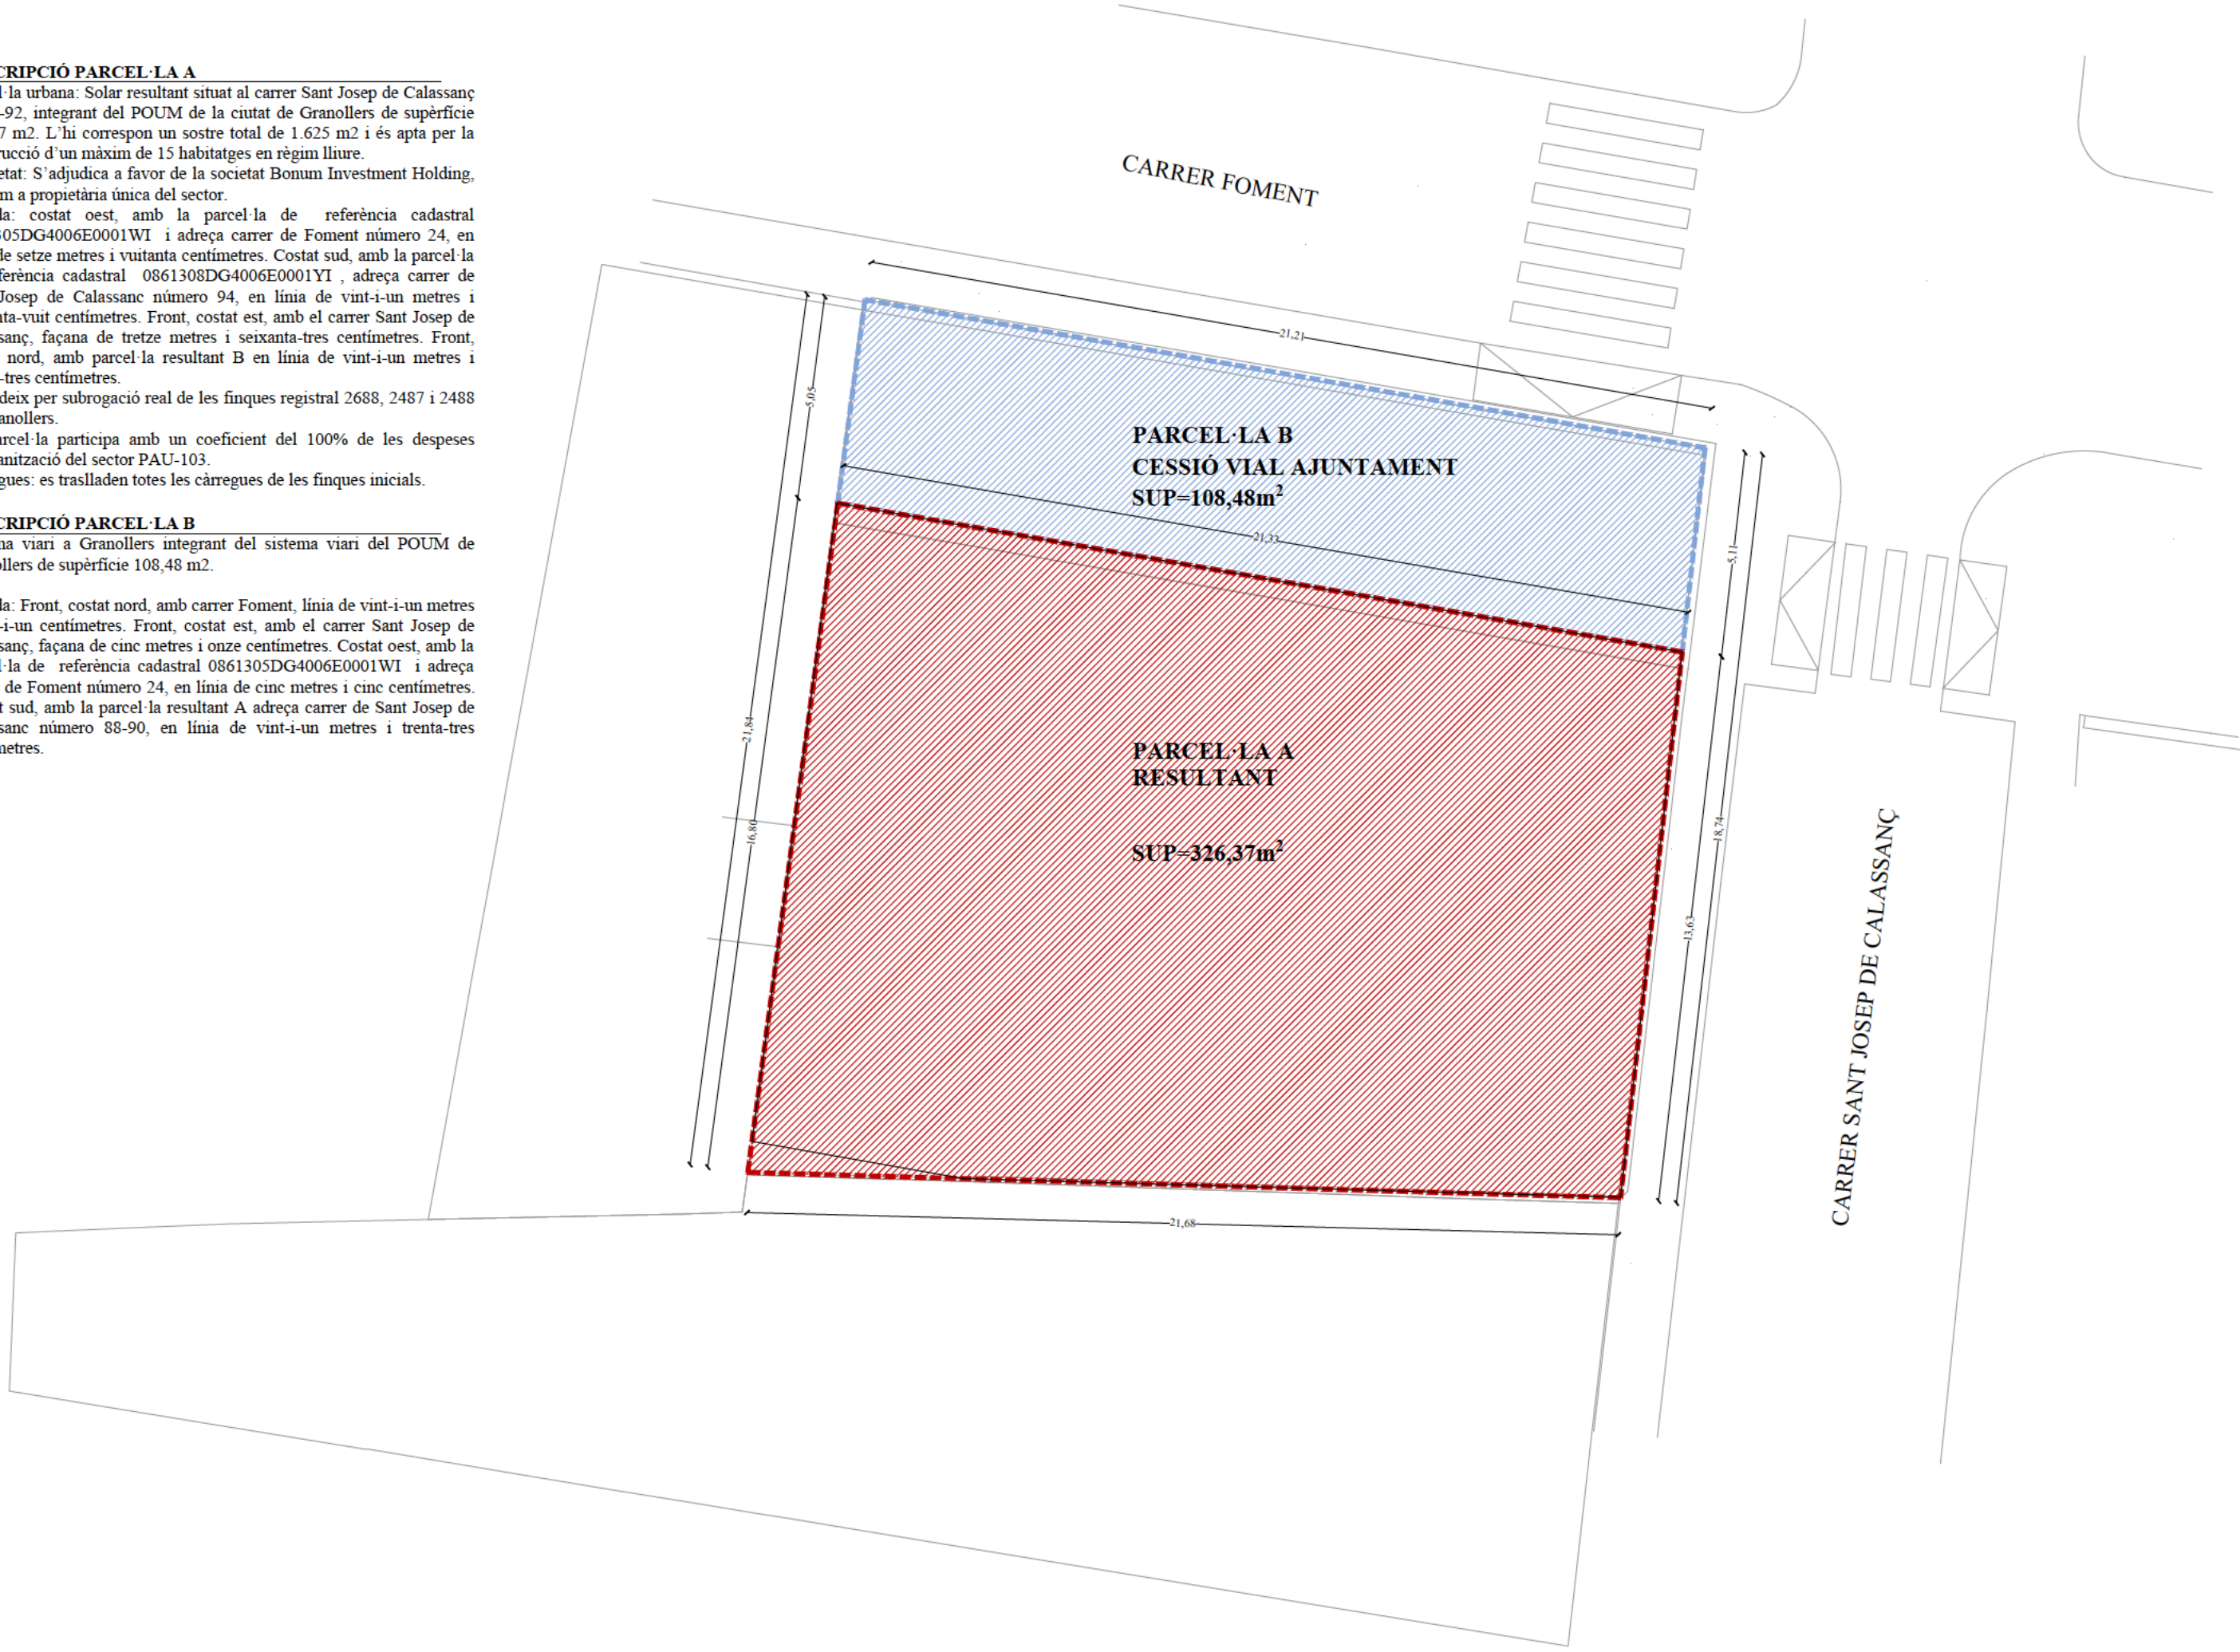 CRIPCIÓ PARCEL·LA A
l·la urbana: Solar resultant situat al carrer Sant Josep de Calassanç
-92, integrant del POUM de la ciutat de Granollers de supèrfície
7 m2. L'hi correspon un sostre total de 1.625 m2 i és apta per la
rucció d'un màxim de 15 habitatges en règim lliure.
etat: S'adjudica a favor de la societat Bonum Investment Holding,
m a propietària única del sector.
la: costat oest, amb la parcel·la de referència cadastral
305DG4006E0001WI i adreça carrer de Foment número 24, en
de setze metres i vuitanta centímetres. Costat sud, amb la parcel·la
ferència cadastral 0861308DG4006E0001YI , adreça carrer de
Josep de Calassanc número 94, en línia de vint-i-un metres i
nta-vuit centímetres. Front, costat est, amb el carrer Sant Josep de
sanç, façana de tretze metres i seixanta-tres centímetres. Front,
nord, amb parcel·la resultant B en línia de vint-i-un metres i
-tres centímetres.
deix per subrogació real de les finques registral 2688, 2487 i 2488
anollers.
arcel·la participa amb un coeficient del 100% de les despeses
anització del sector PAU-103.
gues: es traslladen totes les càrregues de les finques inicials.
CRIPCIÓ PARCEL·LA B
ma viari a Granollers integrant del sistema viari del POUM de
ollers de supèrfície 108,48 m2.
la: Front, costat nord, amb carrer Foment, línia de vint-i-un metres
-i-un centímetres. Front, costat est, amb el carrer Sant Josep de
sanç, façana de cinc metres i onze centímetres. Costat oest, amb la
l·la de referència cadastral 0861305DG4006E0001WI i adreça
de Foment número 24, en línia de cinc metres i cinc centímetres.
t sud, amb la parcel·la resultant A adreça carrer de Sant Josep de
sanc número 88-90, en línia de vint-i-un metres i trenta-tres
metres.
CARRER FOMENT
21,21
5,05
PARCEL·LA B
CESSIÓ VIAL AJUNTAMENT
SUP=108,48m²
21,33
5,11
21,84
16,80
PARCEL·LA A
RESULTANT
SUP=326,37m²
18,74
13,63
CARRER SANT JOSEP DE CALASSANÇ
21,68